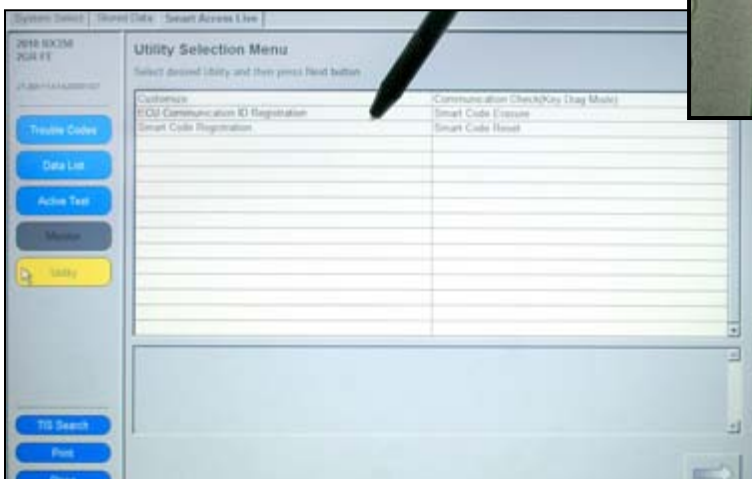 System Select Stored Data Smart Access Live
2010 RX350
2GR-FE
Utility Selection Menu
Select desired Utility and then press Next button
Customize Communication Check(Key Diag Mode)
ECU Communication ID Registration Smart Code Erasure
Smart Code Registration Smart Code Reset
Trouble Codes
Data List
Active Test
Monitor
Utility
TIS Search
Print